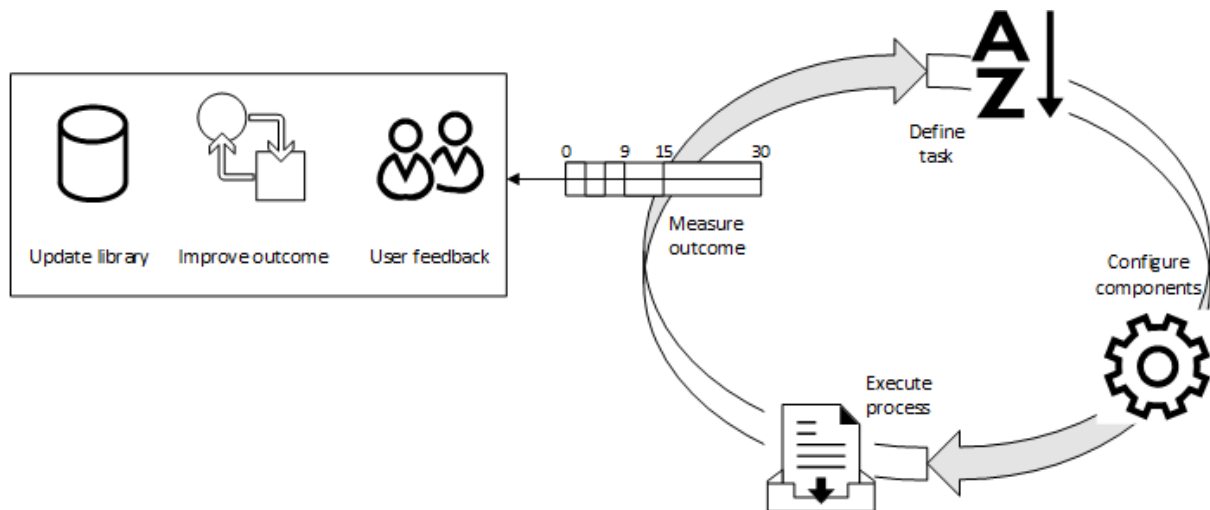 A
Z
Define
task
0 9 15 30
Measure
outcome
Update library
Improve outcome
User feedback
Configure
components
Execute
process